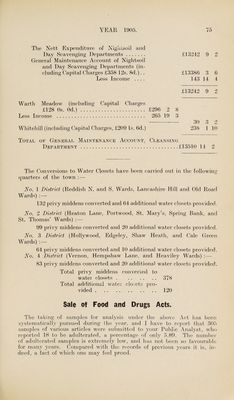 YEAR 1905. 75
The Nett Expenditure of Nightsoil and
Day Scavenging Departments ....... £13242 9 2
General Maintenance Account of Nightsoil
and Day Scavenging Departments (in-
cluding Capital Charges £358 12s. 8d.).. £13386 3 6
Less Income .... 143 14 4
£13242 9 2
Warth Meadow (including Capital Charges
£128 0s. 0d.) ...................... £296 2 8
Less Income ........................... 265 19 3
30 3 2
Whitehill (including Capital Charges, £209 1s. 6d.) 238 1 10
TOTAL OF GENERAL MAINTENANCE ACCOUNT, CLEANSING
DEPARTMENT ..............................£13510 14 2
The Conversions to Water Closets have been carried out in the following
quarters of the town :—
No. 1 District (Reddish N. and S. Wards, Lancashire Hill and Old Road
Wards) :—
132 privy middens converted and 64 additional water closets provided.
No. 2 District (Heaton Lane, Portwood, St. Mary's, Spring Bank, and
St. Thomas' Wards) :—
99 privy middens converted and 20 additional water closets provided.
No. 3 District (Hollywood, Edgeley, Shaw Heath, and Cale Green
Wards) :—
64 privy middens converted and 10 additional water closets provided.
No. 4 District (Vernon, Hempshaw Lane, and Heaviley Wards) :—
83 privy middens converted and 26 additional water closets provided.
Total privy middens converted to
water closets ................. 378
Total additional water closets pro-
vided ........................ 120
Sale of Food and Drugs Acts.
The taking of samples for analysis under the above Act has been
systematically pursued during the year, and I have to report that 305
samples of various articles were submitted to your Public Analyst, who
reported 18 to be adulterated, a percentage of only 5.89. The number
of adulterated samples is extremely low, and has not been so favourable
for many years. Compared with the records of previous years it is, in-
deed, a fact of which one may feel proud.